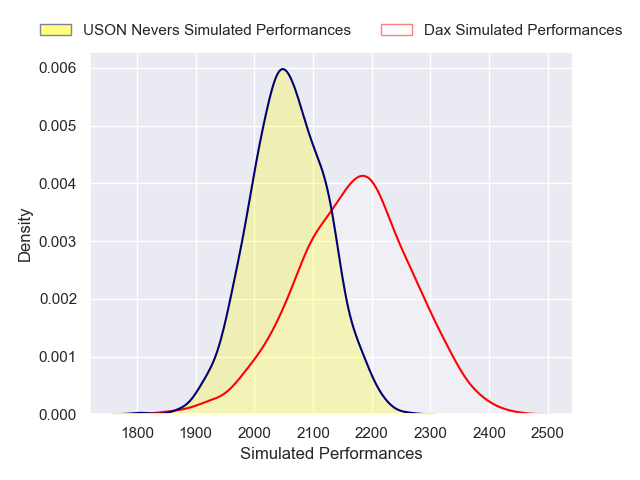 USON Nevers Simulated Performances
Dax Simulated Performances
0.006
0.005
0.004
0.003
0.002
0.001
0.000
Density
1800 1900 2000 2100 2200 2300 2400 2500
Simulated Performances